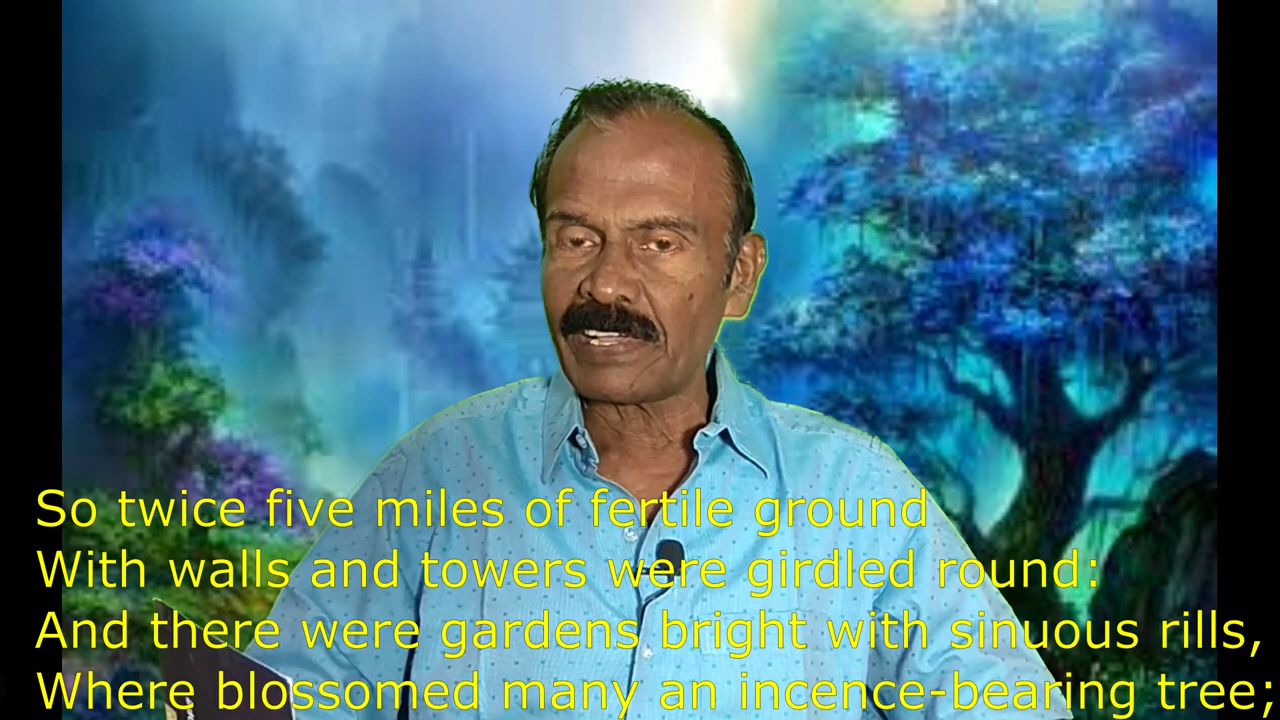 So twice five miles of fertile ground
With walls and towers were girdled round:
And there were gardens bright with sinuous rills,
Where blossomed many an incence-bearing tree;